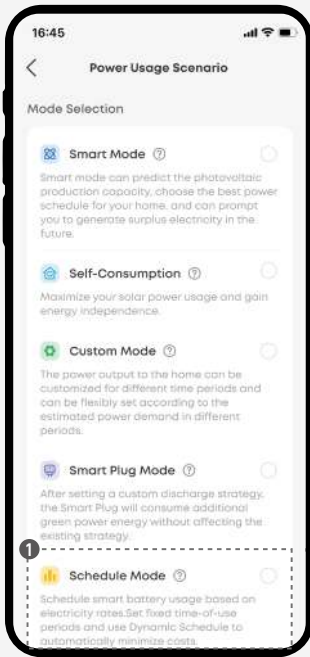 16:45
Power Usage Scenario
Mode Selection
Smart Mode ?
Smart mode can predict the photovoltaic
production capacity, choose the best power
schedule for your home, and can prompt
you to generate surplus electricity in the
future.
Self-Consumption ?
Maximize your solar power usage and gain
energy independence.
Custom Mode ?
The power output to the home can be
customized for different time periods and
can be flexibly set according to the
estimated power demand in different
periods.
Smart Plug Mode ?
After setting a custom discharge strategy,
the Smart Plug will consume additional
green power energy without affecting the
existing strategy.
1
Schedule Mode ?
Schedule smart battery usage based on
electricity rates.Set fixed time-of-use
periods and use Dynamic Schedule to
automatically minimize costs.